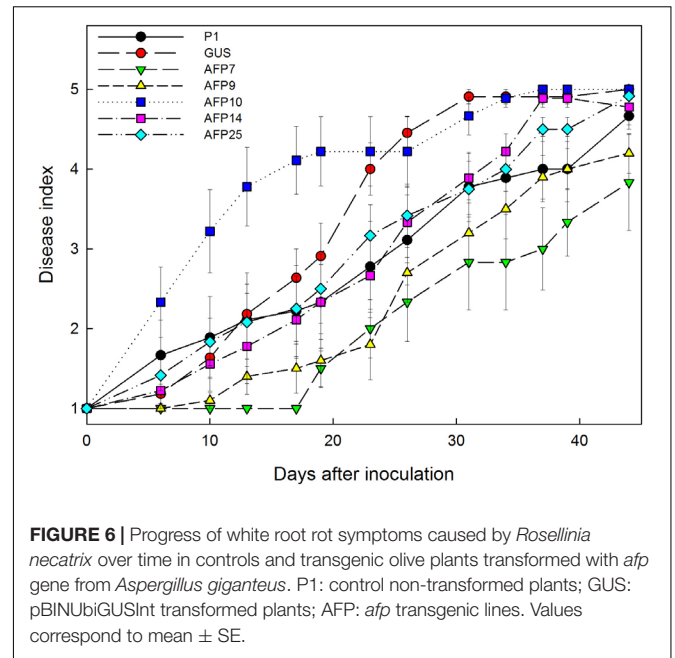 P1
GUS
AFP7
AFP9
AFP10
AFP14
AFP25
5
4
3
2
1
Disease index
0
10
20
30
40
Days after inoculation
FIGURE 6 | Progress of white root rot symptoms caused by Rosellinia
necatrix over time in controls and transgenic olive plants transformed with afp
gene from Aspergillus giganteus. P1: control non-transformed plants; GUS:
pBINUbiGUSInt transformed plants; AFP: afp transgenic lines. Values
correspond to mean ± SE.